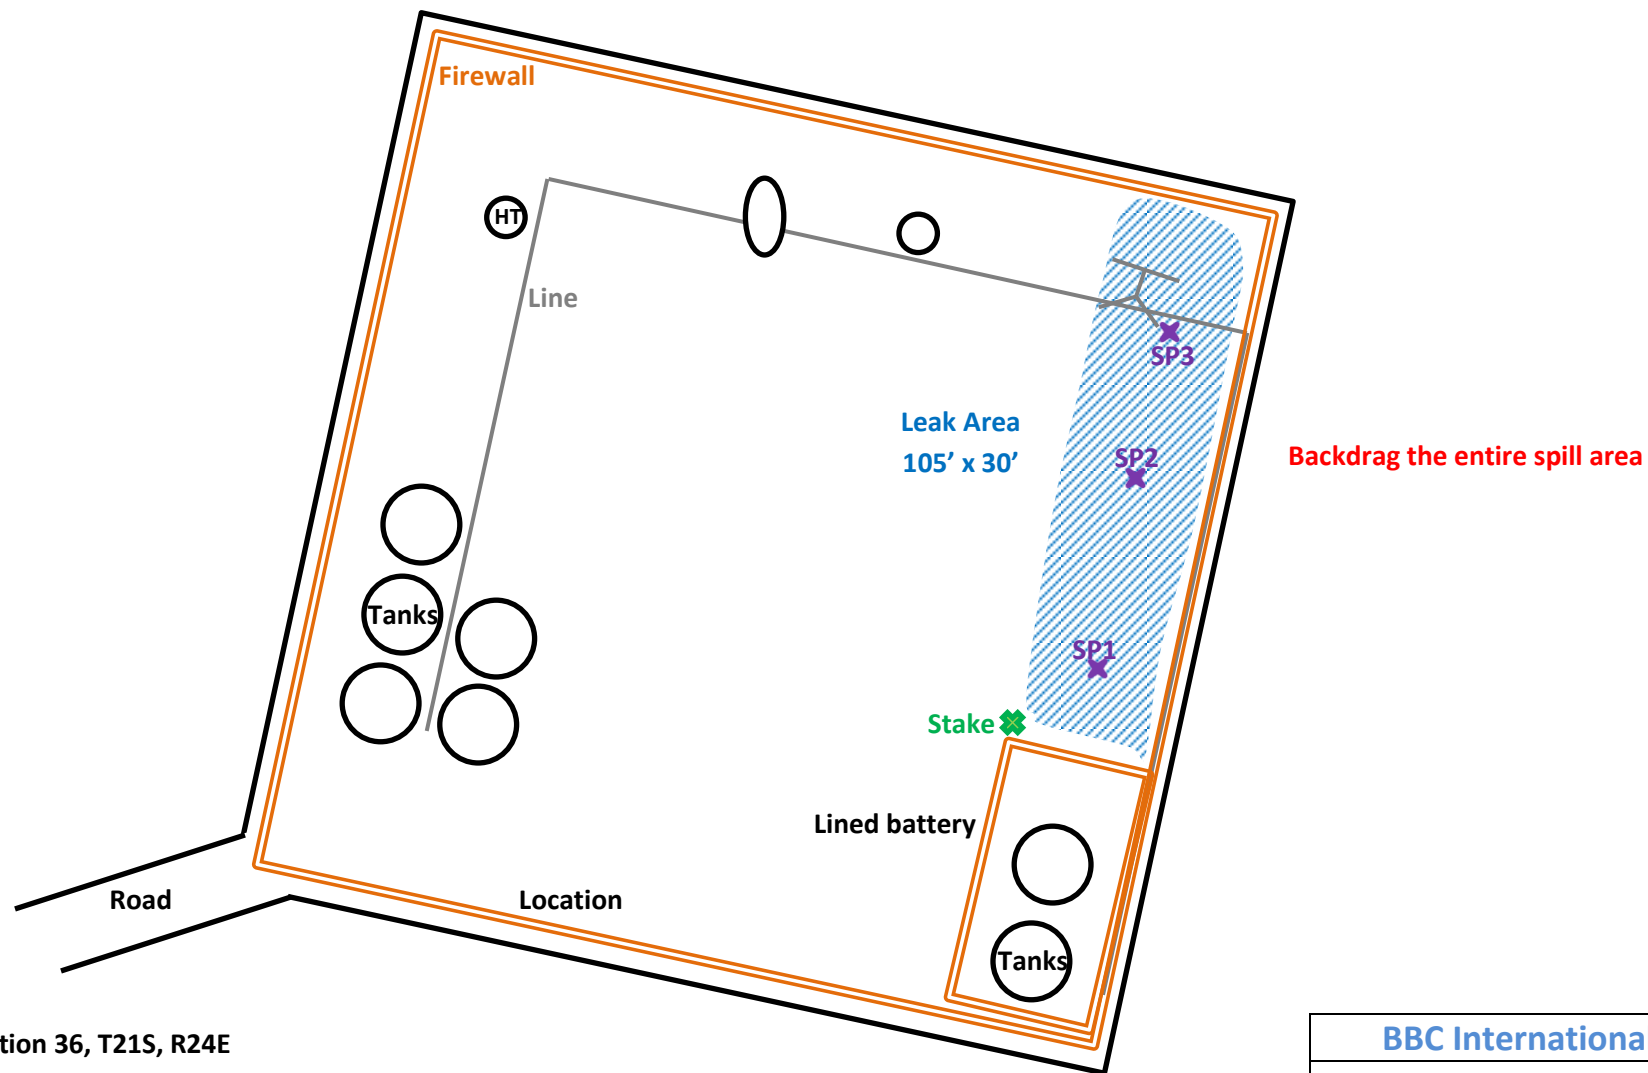 Firewall
HT
Line
SP3
Leak Area
105’ x 30’
SP2
Backdrag the entire spill area
Tanks
SP1
Stake
Lined battery
Road
Location
Tanks
tion 36, T21S, R24E
BBC Internationa